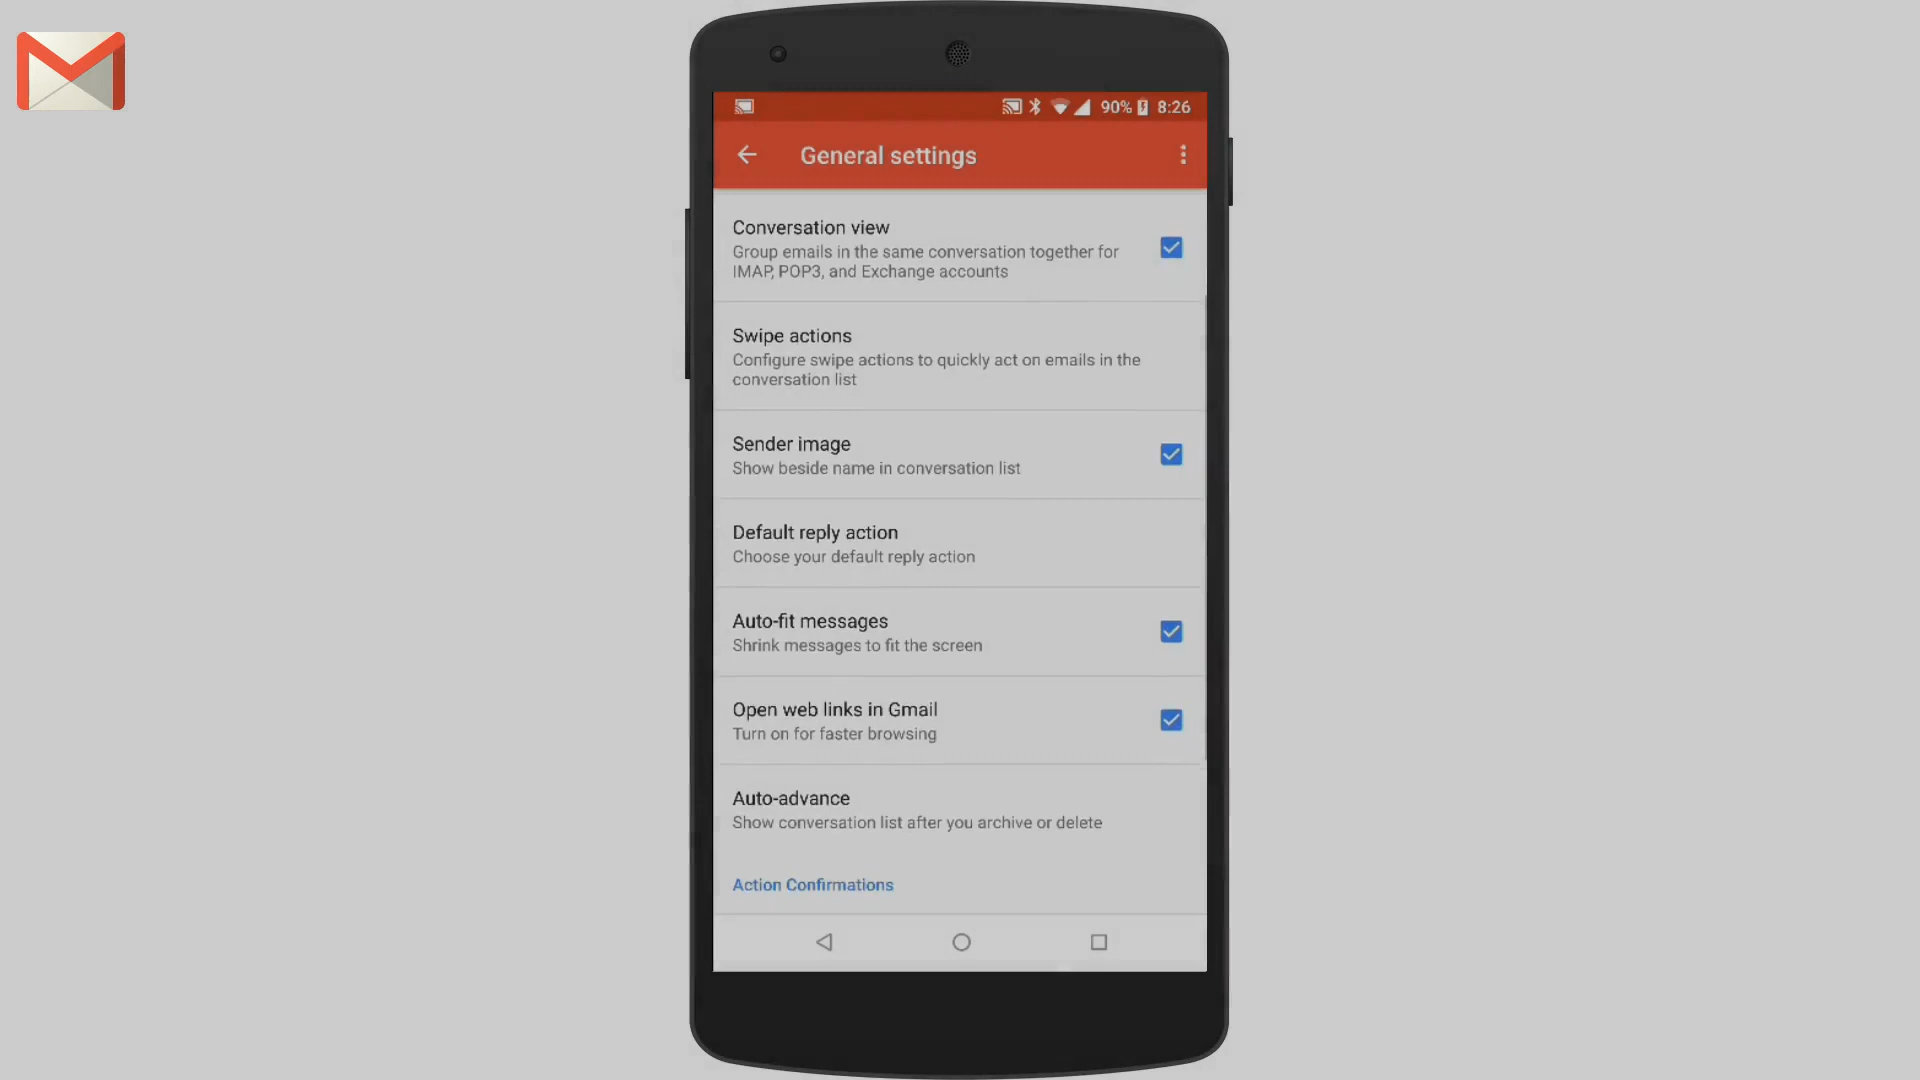 90% 8:26
General settings
Conversation view
Group emails in the same conversation together for
IMAP, POP3, and Exchange accounts
Swipe actions
Configure swipe actions to quickly act on emails in the
conversation list
Sender image
Show beside name in conversation list
Default reply action
Choose your default reply action
Auto-fit messages
Shrink messages to fit the screen
Open web links in Gmail
Turn on for faster browsing
Auto-advance
Show conversation list after you archive or delete
Action Confirmations